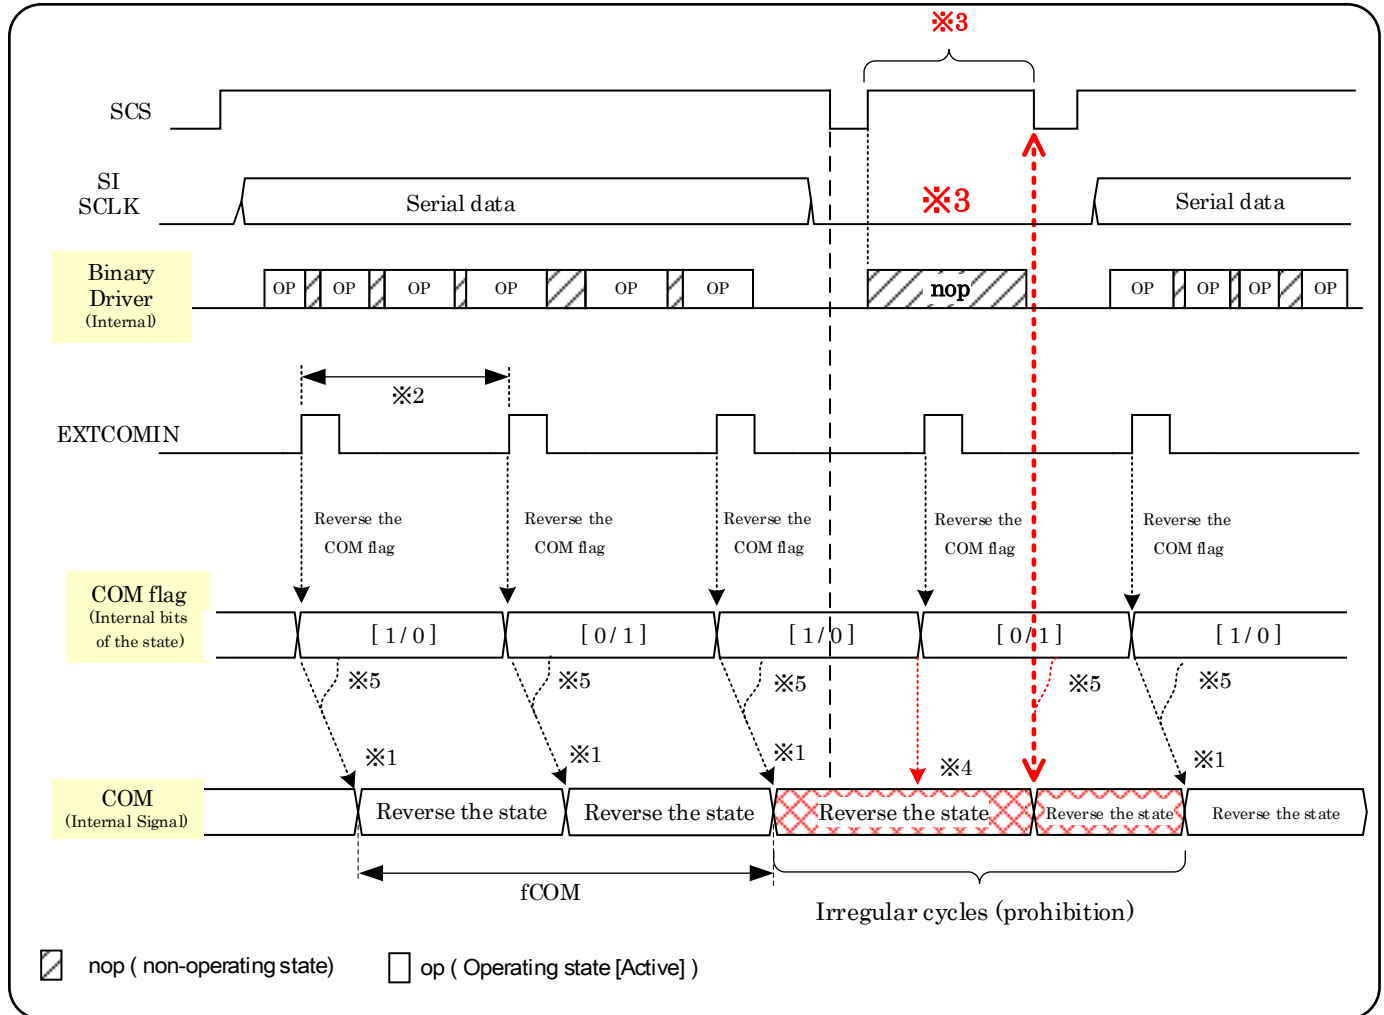 ※3
SCS
SI
SCLK
Serial data
※3
Serial data
Binary
Driver
(Internal)
OP OP OP OP OP OP nop OP OP OP OP
※2
EXTCOMIN
Reverse the
COM flag
Reverse the
COM flag
Reverse the
COM flag
Reverse the
COM flag
Reverse the
COM flag
COM flag
(Internal bits
of the state)
[ 1 / 0 ] [ 0 / 1 ] [ 1 / 0 ] [ 0 / 1 ] [ 1 / 0 ]
※5 ※5 ※5 ※5 ※5
※1 ※1 ※1 ※4 ※1
COM
(Internal Signal)
Reverse the state Reverse the state Reverse the state Reverse the state Reverse the state
fCOM
Irregular cycles (prohibition)
nop ( non-operating state) op ( Operating state [Active] )